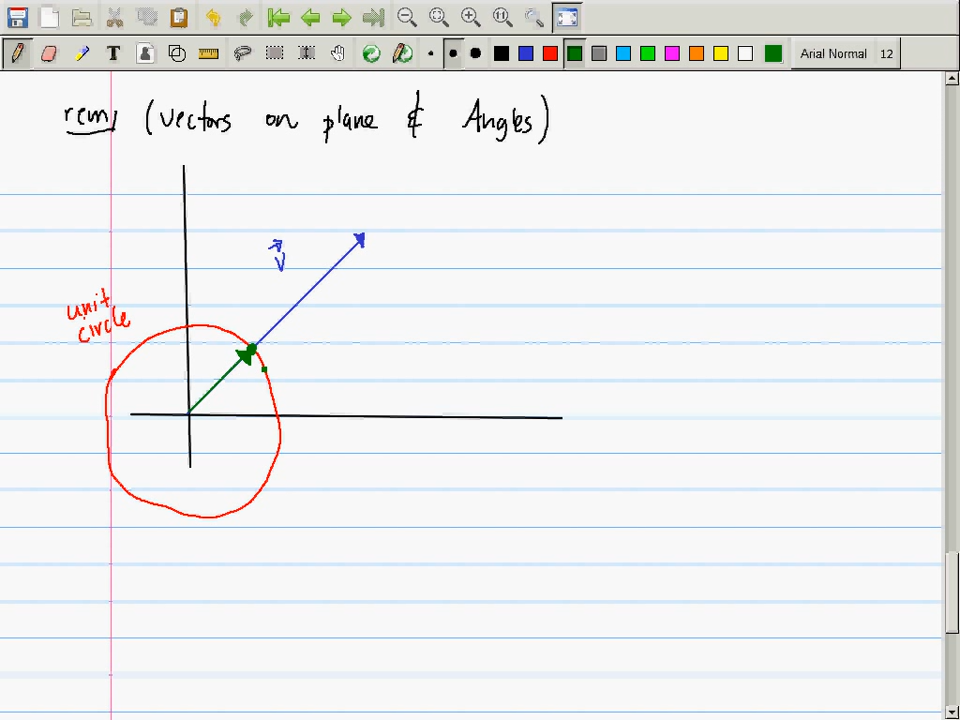 T
Arial Normal 12
rem, (vectors on plane & Angles)
v
unit
circle